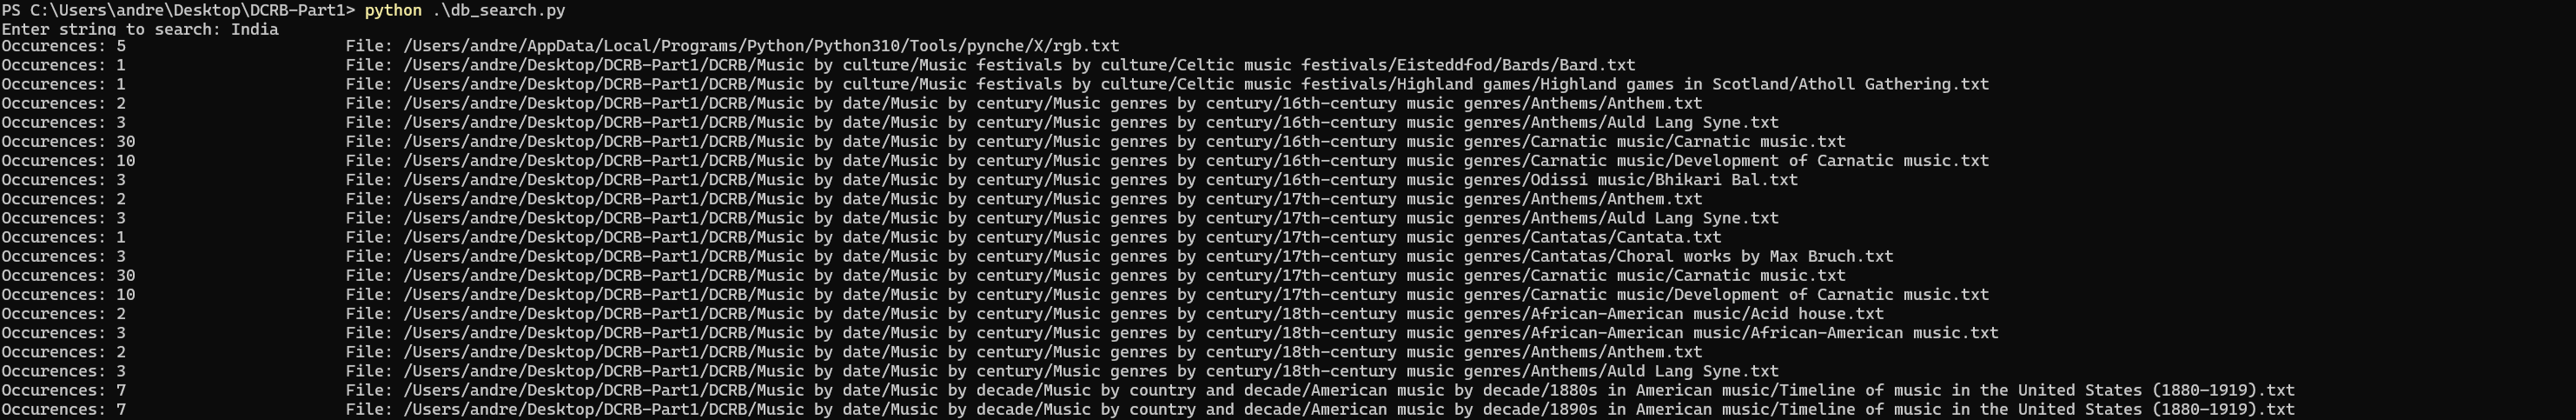 PS C:\Users\andre\Desktop\DCRB-Part1> python .\db_search.py
Enter string to search: India
Occurences: 5 File: /Users/andre/AppData/Local/Programs/Python/Python310/Tools/pynche/X/rgb.txt
Occurences: 1 File: /Users/andre/Desktop/DCRB-Part1/DCRB/Music by culture/Music festivals by culture/Celtic music festivals/Eisteddfod/Bards/Bard.txt
Occurences: 1 File: /Users/andre/Desktop/DCRB-Part1/DCRB/Music by culture/Music festivals by culture/Celtic music festivals/Highland games/Highland games in Scotland/Atholl Gathering.txt
Occurences: 2 File: /Users/andre/Desktop/DCRB-Part1/DCRB/Music by date/Music by century/Music genres by century/16th-century music genres/Anthems/Anthem.txt
Occurences: 3 File: /Users/andre/Desktop/DCRB-Part1/DCRB/Music by date/Music by century/Music genres by century/16th-century music genres/Anthems/Auld Lang Syne.txt
Occurences: 30 File: /Users/andre/Desktop/DCRB-Part1/DCRB/Music by date/Music by century/Music genres by century/16th-century music genres/Carnatic music/Carnatic music.txt
Occurences: 10 File: /Users/andre/Desktop/DCRB-Part1/DCRB/Music by date/Music by century/Music genres by century/16th-century music genres/Carnatic music/Development of Carnatic music.txt
Occurences: 3 File: /Users/andre/Desktop/DCRB-Part1/DCRB/Music by date/Music by century/Music genres by century/16th-century music genres/Odissi music/Bhikari Bal.txt
Occurences: 2 File: /Users/andre/Desktop/DCRB-Part1/DCRB/Music by date/Music by century/Music genres by century/17th-century music genres/Anthems/Anthem.txt
Occurences: 3 File: /Users/andre/Desktop/DCRB-Part1/DCRB/Music by date/Music by century/Music genres by century/17th-century music genres/Anthems/Auld Lang Syne.txt
Occurences: 1 File: /Users/andre/Desktop/DCRB-Part1/DCRB/Music by date/Music by century/Music genres by century/17th-century music genres/Cantatas/Cantata.txt
Occurences: 3 File: /Users/andre/Desktop/DCRB-Part1/DCRB/Music by date/Music by century/Music genres by century/17th-century music genres/Cantatas/Choral works by Max Bruch.txt
Occurences: 30 File: /Users/andre/Desktop/DCRB-Part1/DCRB/Music by date/Music by century/Music genres by century/17th-century music genres/Carnatic music/Carnatic music.txt
Occurences: 10 File: /Users/andre/Desktop/DCRB-Part1/DCRB/Music by date/Music by century/Music genres by century/17th-century music genres/Carnatic music/Development of Carnatic music.txt
Occurences: 2 File: /Users/andre/Desktop/DCRB-Part1/DCRB/Music by date/Music by century/Music genres by century/18th-century music genres/African-American music/Acid house.txt
Occurences: 3 File: /Users/andre/Desktop/DCRB-Part1/DCRB/Music by date/Music by century/Music genres by century/18th-century music genres/African-American music/African-American music.txt
Occurences: 2 File: /Users/andre/Desktop/DCRB-Part1/DCRB/Music by date/Music by century/Music genres by century/18th-century music genres/Anthems/Anthem.txt
Occurences: 3 File: /Users/andre/Desktop/DCRB-Part1/DCRB/Music by date/Music by century/Music genres by century/18th-century music genres/Anthems/Auld Lang Syne.txt
Occurences: 7 File: /Users/andre/Desktop/DCRB-Part1/DCRB/Music by date/Music by decade/Music by country and decade/American music by decade/1880s in American music/Timeline of music in the United States (1880-1919).txt
Occurences: 7 File: /Users/andre/Desktop/DCRB-Part1/DCRB/Music by date/Music by decade/Music by country and decade/American music by decade/1890s in American music/Timeline of music in the United States (1880-1919).txt